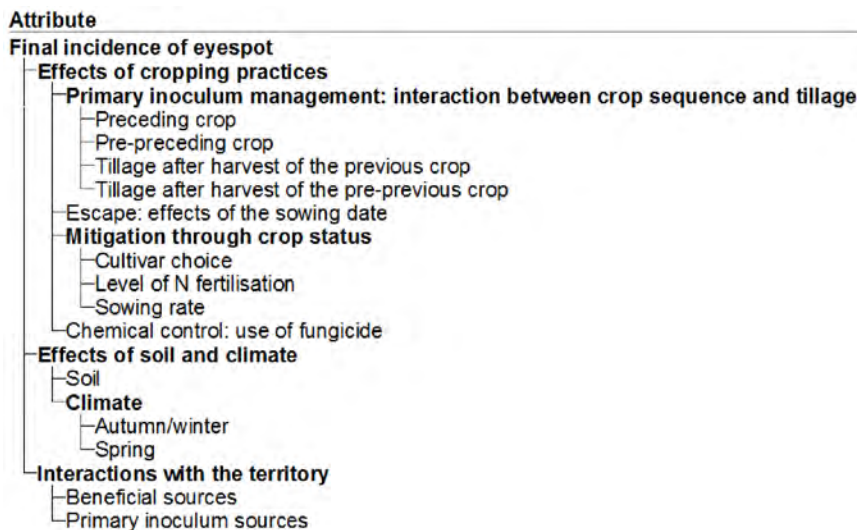 Attribute
Final incidence of eyespot
Effects of cropping practices
Primary inoculum management: interaction between crop sequence and tillage
Preceding crop
Pre-preceding crop
Tillage after harvest of the previous crop
Tillage after harvest of the pre-previous crop
Escape: effects of the sowing date
Mitigation through crop status
Cultivar choice
Level of N fertilisation
Sowing rate
Chemical control: use of fungicide
Effects of soil and climate
Soil
Climate
Autumn/winter
Spring
Interactions with the territory
Beneficial sources
Primary inoculum sources